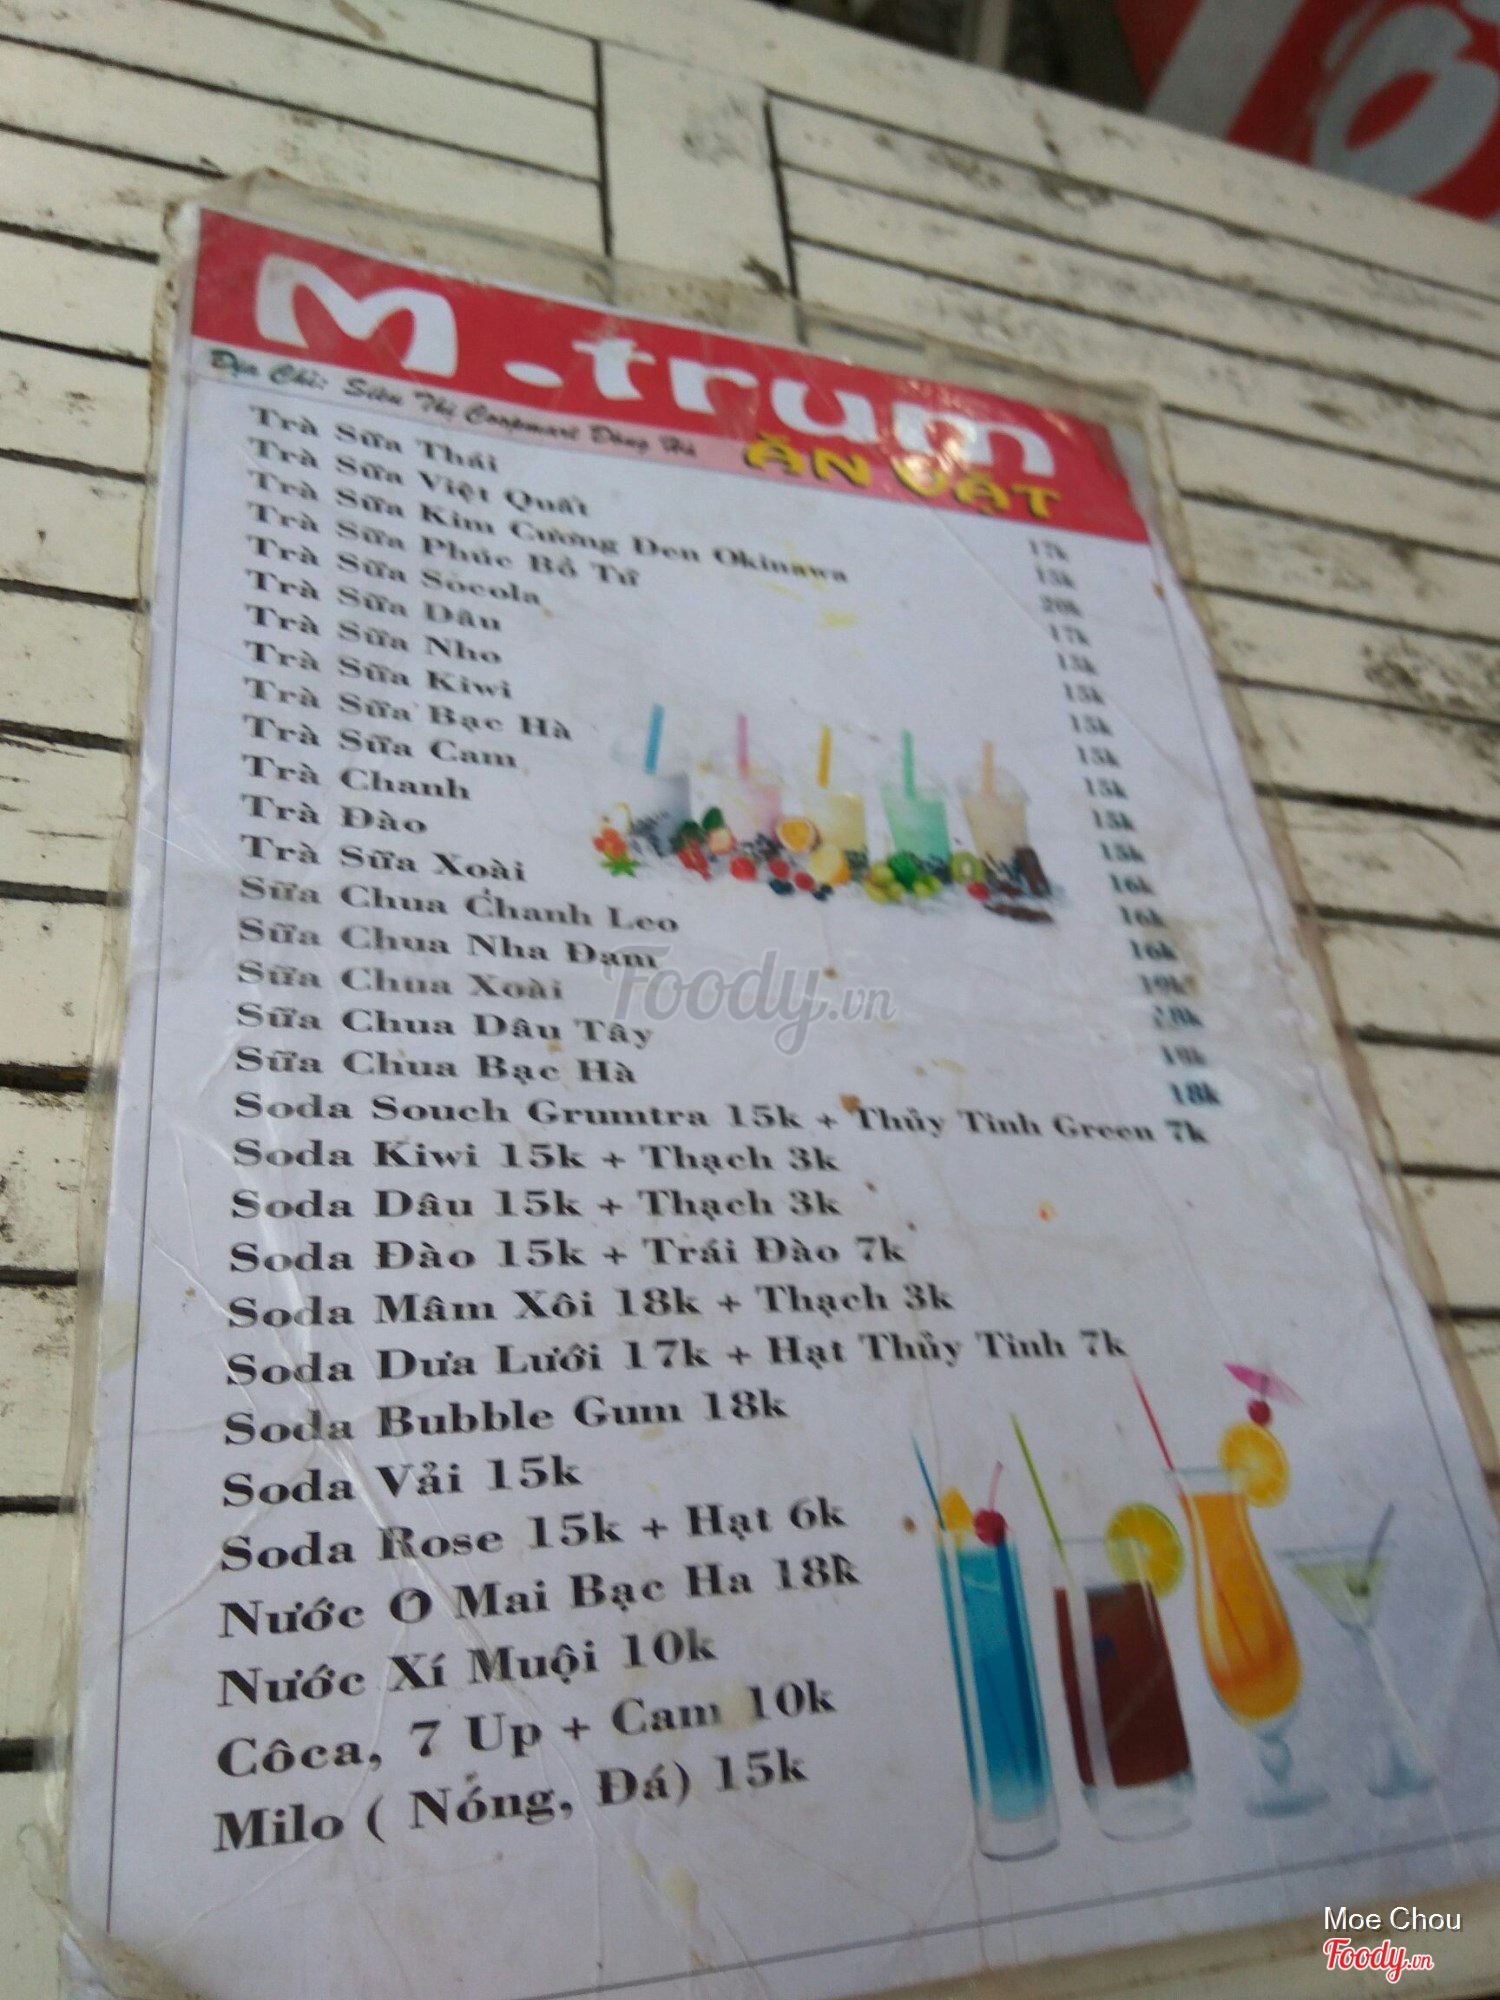 M.trum
ĂN VẶT
Địa Chỉ: Siêu Thị Coopmart Đông Hà
Trà Sữa Thái 17k
Trà Sữa Việt Quất 15k
Trà Sữa Kim Cương Đen Okinawa 20k
Trà Sữa Phúc Bồ Tử 17k
Trà Sữa Socola 15k
Trà Sữa Dâu 15k
Trà Sữa Nho 15k
Trà Sữa Kiwi 15k
Trà Sữa Bạc Hà 15k
Trà Sữa Cam 15k
Trà Chanh 15k
Trà Đào 16k
Trà Sữa Xoài 16k
Sữa Chua Chanh Leo 16k
Sữa Chua Nha Đam
Sữa Chua Xoài 18k
Sữa Chua Dâu Tây 18k
Sữa Chua Bạc Hà 18k
Soda Souch Grumtra 15k + Thủy Tinh Green 7k
Soda Kiwi 15k + Thạch 3k
Soda Dâu 15k + Thạch 3k
Soda Đào 15k + Trái Đào 7k
Soda Mâm Xôi 18k + Thạch 3k
Soda Dưa Lưới 17k + Hạt Thủy Tinh 7k
Soda Bubble Gum 18k
Soda Vải 15k
Soda Rose 15k + Hạt 6k
Nước Ô Mai Bạc Ha 18k
Nước Xí Muội 10k
Côca, 7 Up + Cam 10k
Milo ( Nóng, Đá) 15k
Foody.vn
Moe Chou
Foody.vn